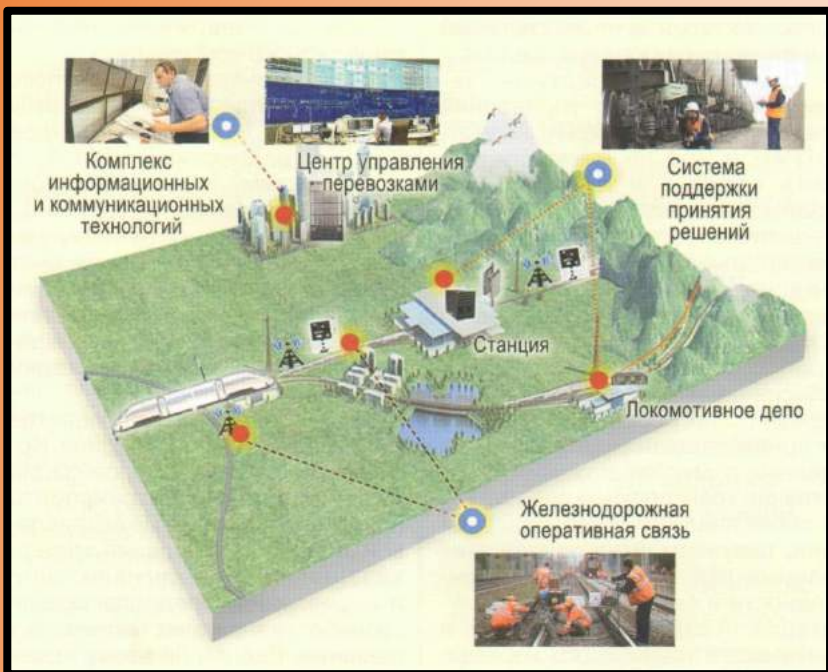 Комплекс
информационных
и коммуникационных
технологий
Центр управления
перевозками
Система
поддержки
принятия
решений
Станция
Локомотивное депо
Железнодорожная
оперативная связь